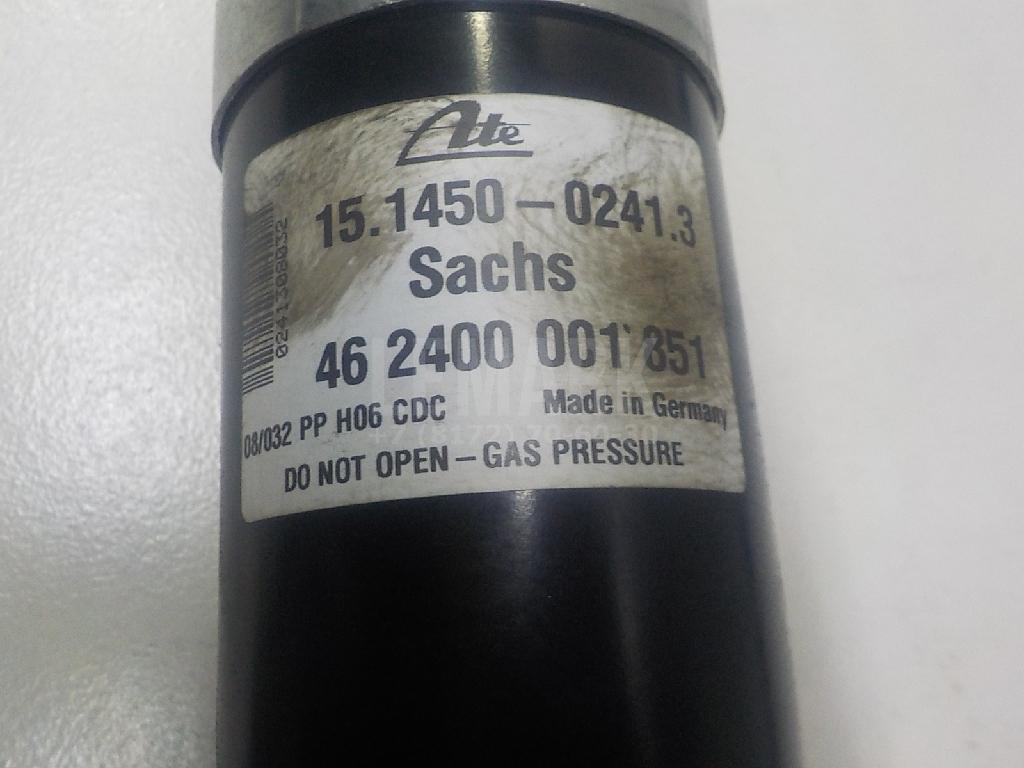 Ate
15.1450-0241.3
Sachs
46 2400 001 851
08/032 PP H06 CDC Made in Germany
DO NOT OPEN - GAS PRESSURE
0241308032